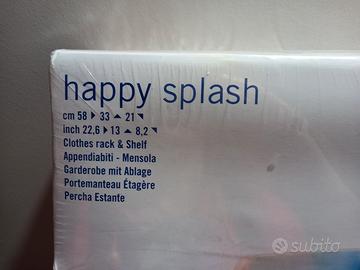 happy splash
cm 58 ▶ 33 ▲ 21 ◥
inch 22,6 ▶ 13 ▲ 8,2 ◥
Clothes rack & Shelf
Appendiabiti - Mensola
Garderobe mit Ablage
Portemanteau Étagère
Percha Estante
subito